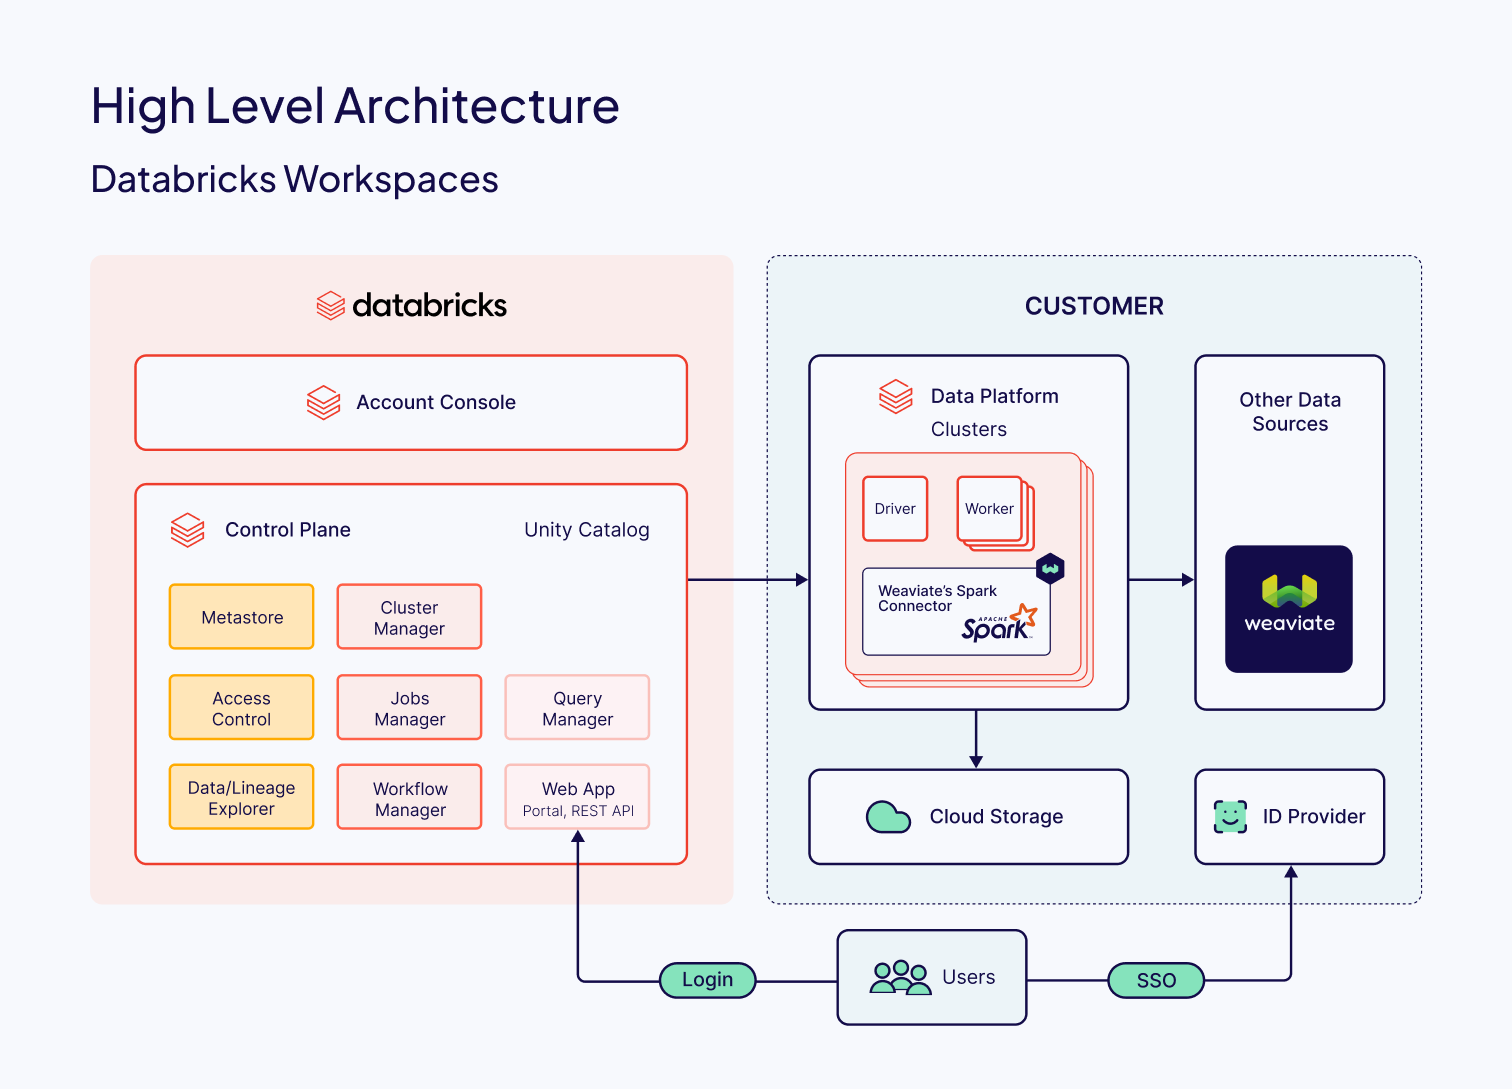 High Level Architecture
Databricks Workspaces
databricks
Account Console
Control Plane
Unity Catalog
Metastore
Cluster
Manager
Access
Control
Jobs
Manager
Query
Manager
Data/Lineage
Explorer
Workflow
Manager
Web App
Portal, REST API
CUSTOMER
Data Platform
Clusters
Driver
Worker
Weaviate’s Spark
Connector
APACHE
Spark
Other Data
Sources
weaviate
Cloud Storage
ID Provider
Login
Users
SSO